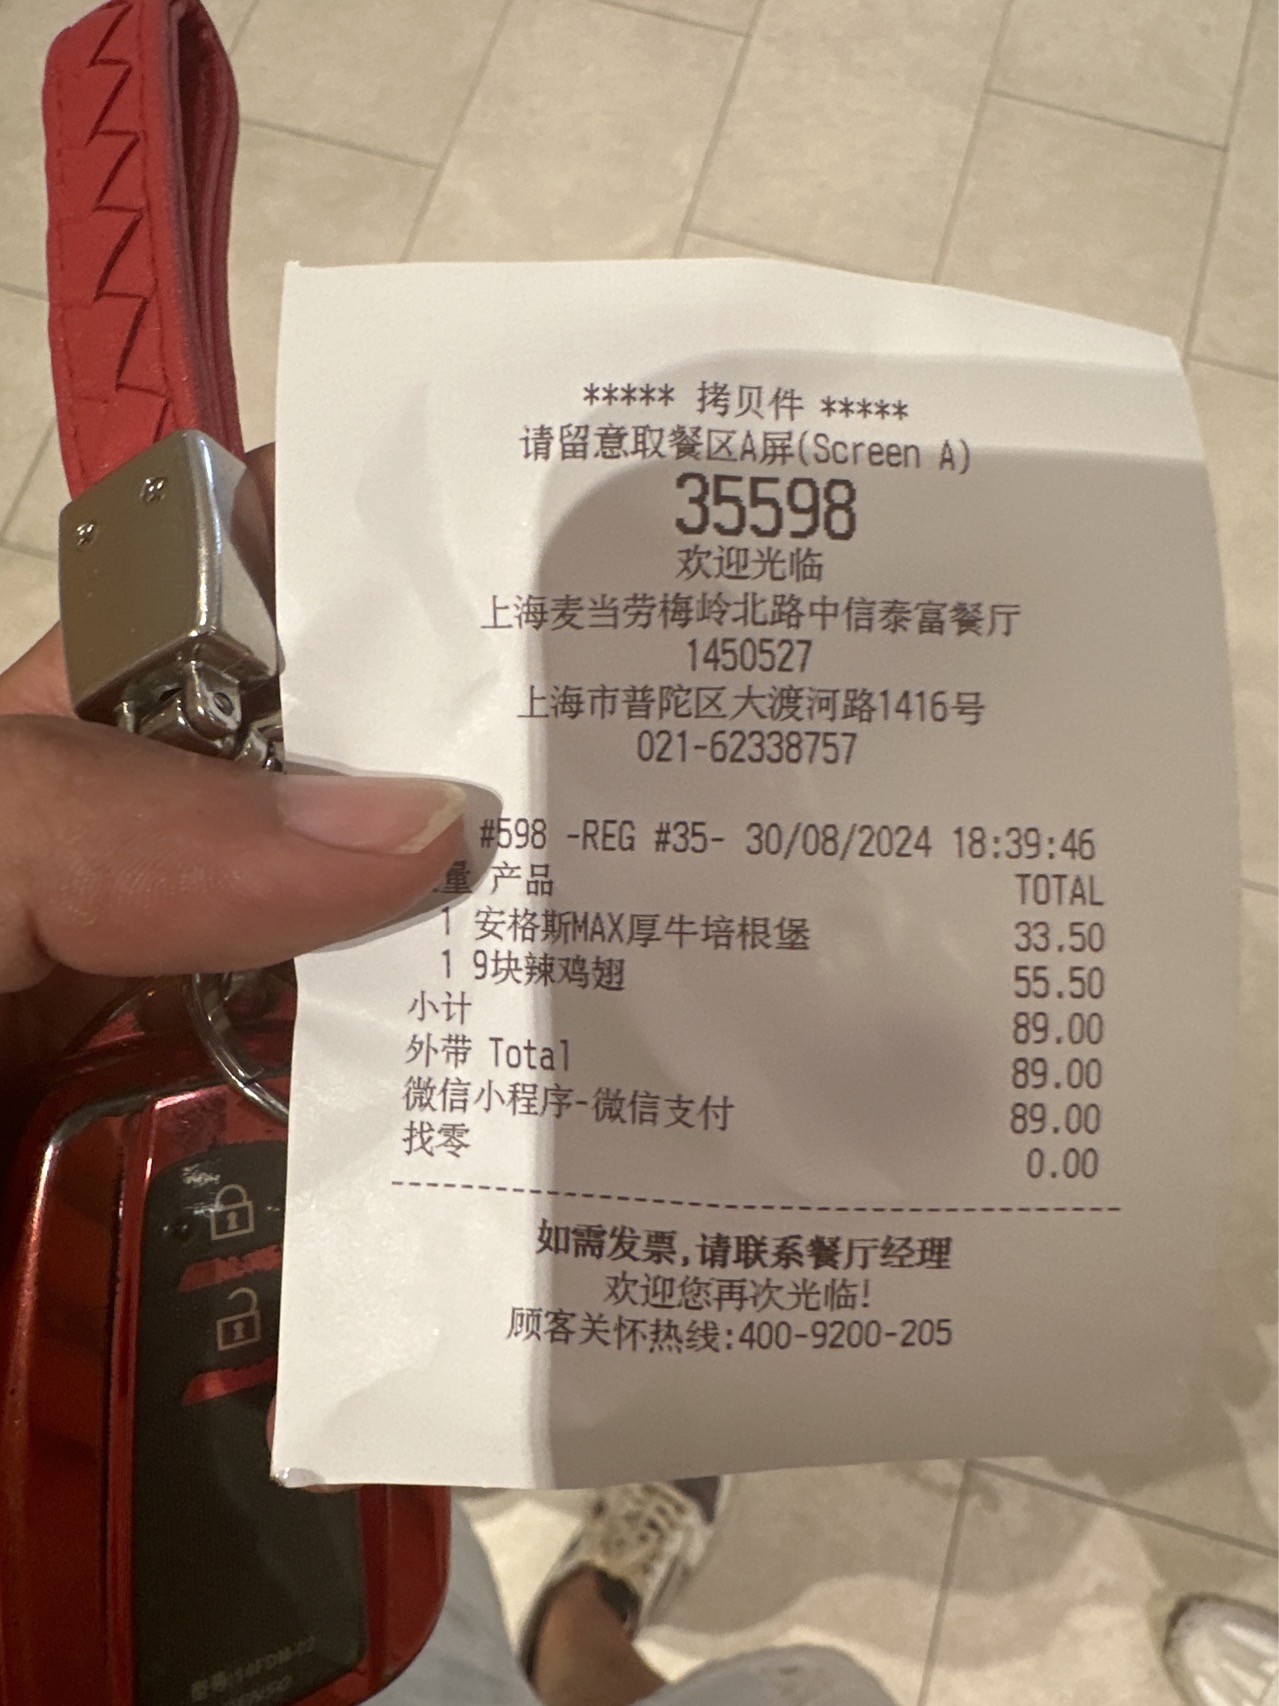 ***** 拷贝件 *****
请留意取餐区A屏(Screen A)
35598
欢迎光临
上海麦当劳梅岭北路中信泰富餐厅
1450527
上海市普陀区大渡河路1416号
021-62338757
#598 -REG #35- 30/08/2024 18:39:46
量 产品 TOTAL
1 安格斯MAX厚牛培根堡 33.50
1 9块辣鸡翅 55.50
小计 89.00
外带 Total 89.00
微信小程序-微信支付 89.00
找零 0.00
如需发票,请联系餐厅经理
欢迎您再次光临!
顾客关怀热线:400-9200-205
型号:14FDM-02